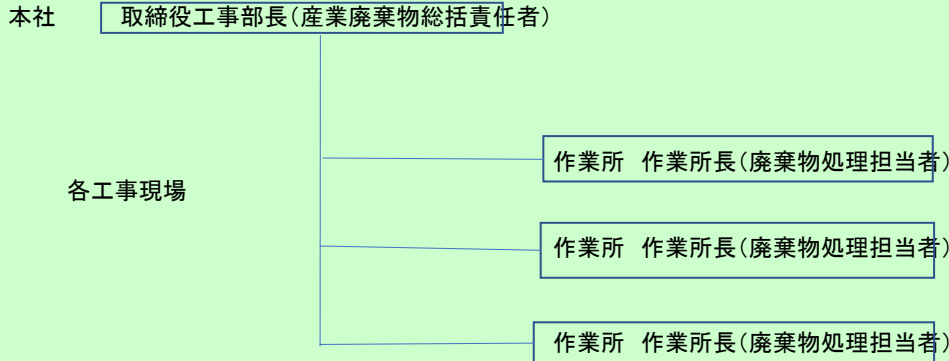 本社 取締役工事部長(産業廃棄物総括責任者)
作業所 作業所長(廃棄物処理担当者)
各工事現場
作業所 作業所長(廃棄物処理担当者)
作業所 作業所長(廃棄物処理担当者)